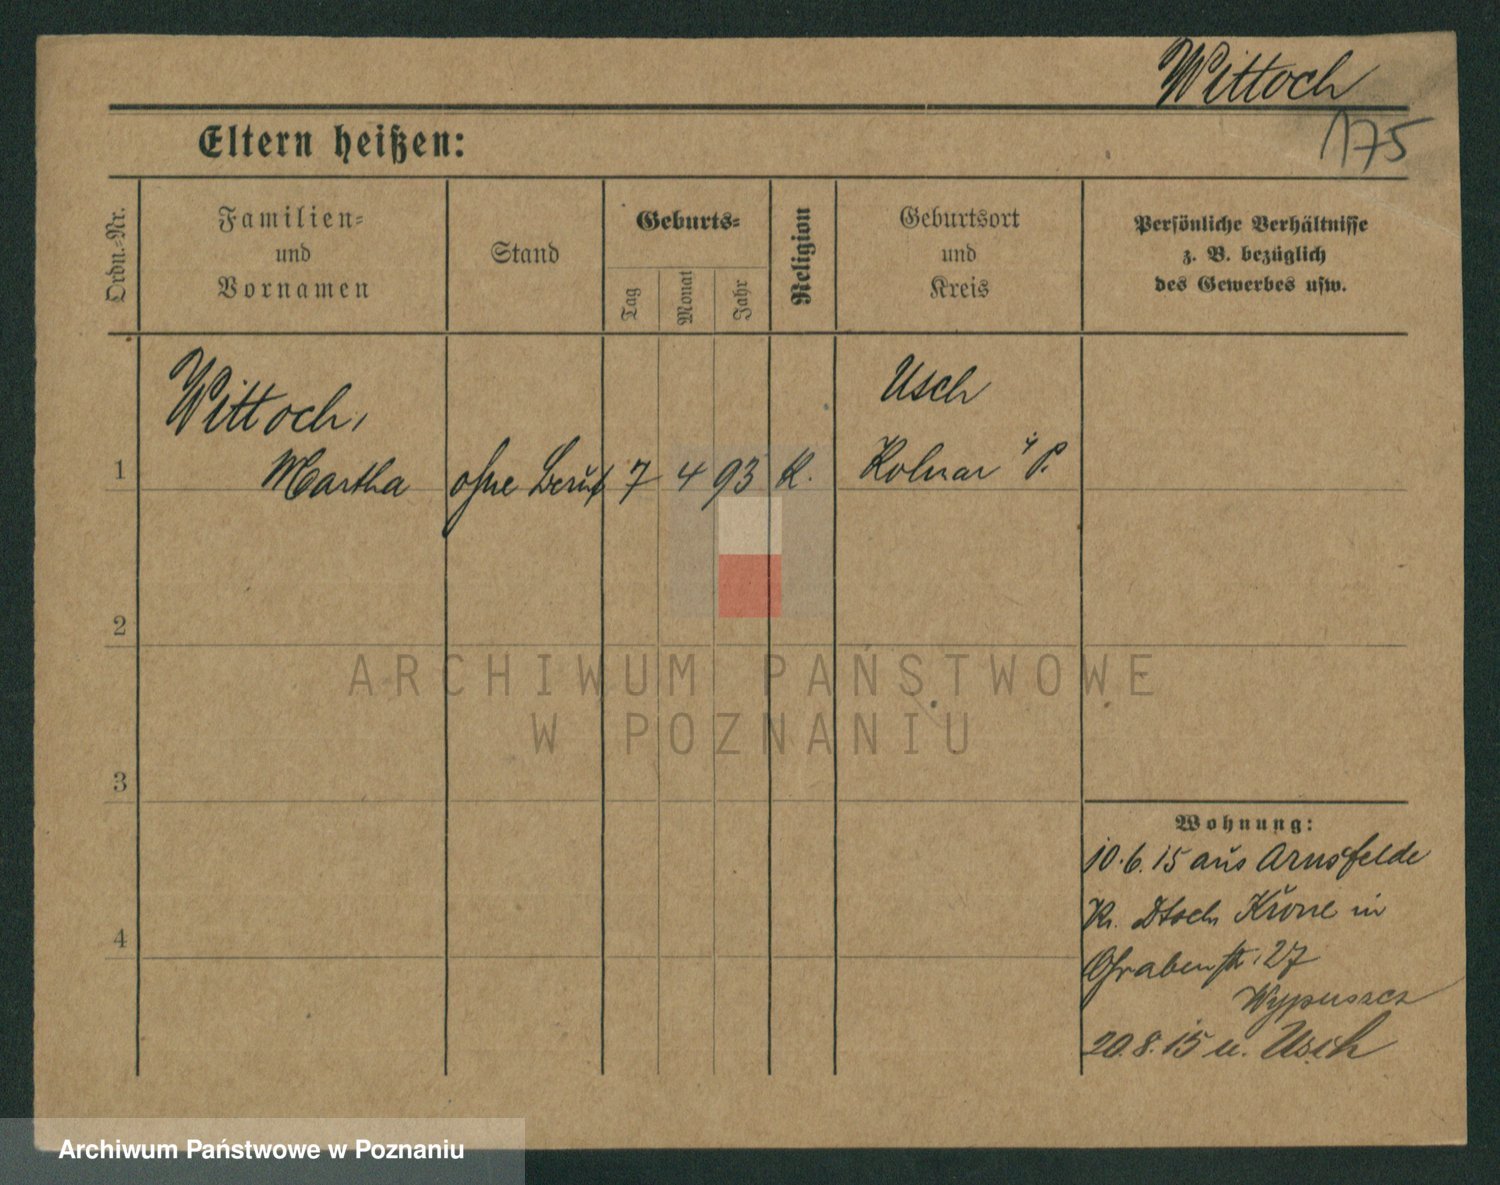 Wittoch
175
Eltern heißen:
Ordn.-Nr.
Familien-
und
Vornamen
Stand
Geburts-
Tag
Monat
Jahr
Religion
Geburtsort
und
Kreis
Persönliche Verhältnisse
z. B. bezüglich
des Gewerbes usw.
Wittoch,
Usch
1 Martha ohne Beruf 7 4 93 K. Kolmar i/P.
2
3
4
Wohnung:
10.6.15 aus Arnsfelde
Kr. Dtsch Krone in
Grabenstr. 27
Wypuszcz
20.8.15 n. Usch
ARCHIWUM PAŃSTWOWE
W POZNANIU
Archiwum Państwowe w Poznaniu